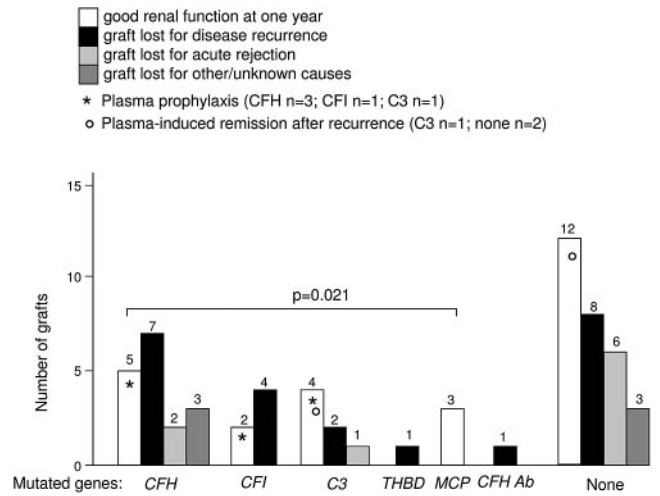 good renal function at one year
graft lost for disease recurrence
graft lost for acute rejection
graft lost for other/unknown causes
* Plasma prophylaxis (CFH n=3; CFI n=1; C3 n=1)
o Plasma-induced remission after recurrence (C3 n=1; none n=2)
Number of grafts
15
10
5
0
p=0.021
5
*
7
2
3
2
*
4
4
*
o
2
1
1
3
1
12
o
8
6
3
Mutated genes: CFH CFI C3 THBD MCP CFH Ab None